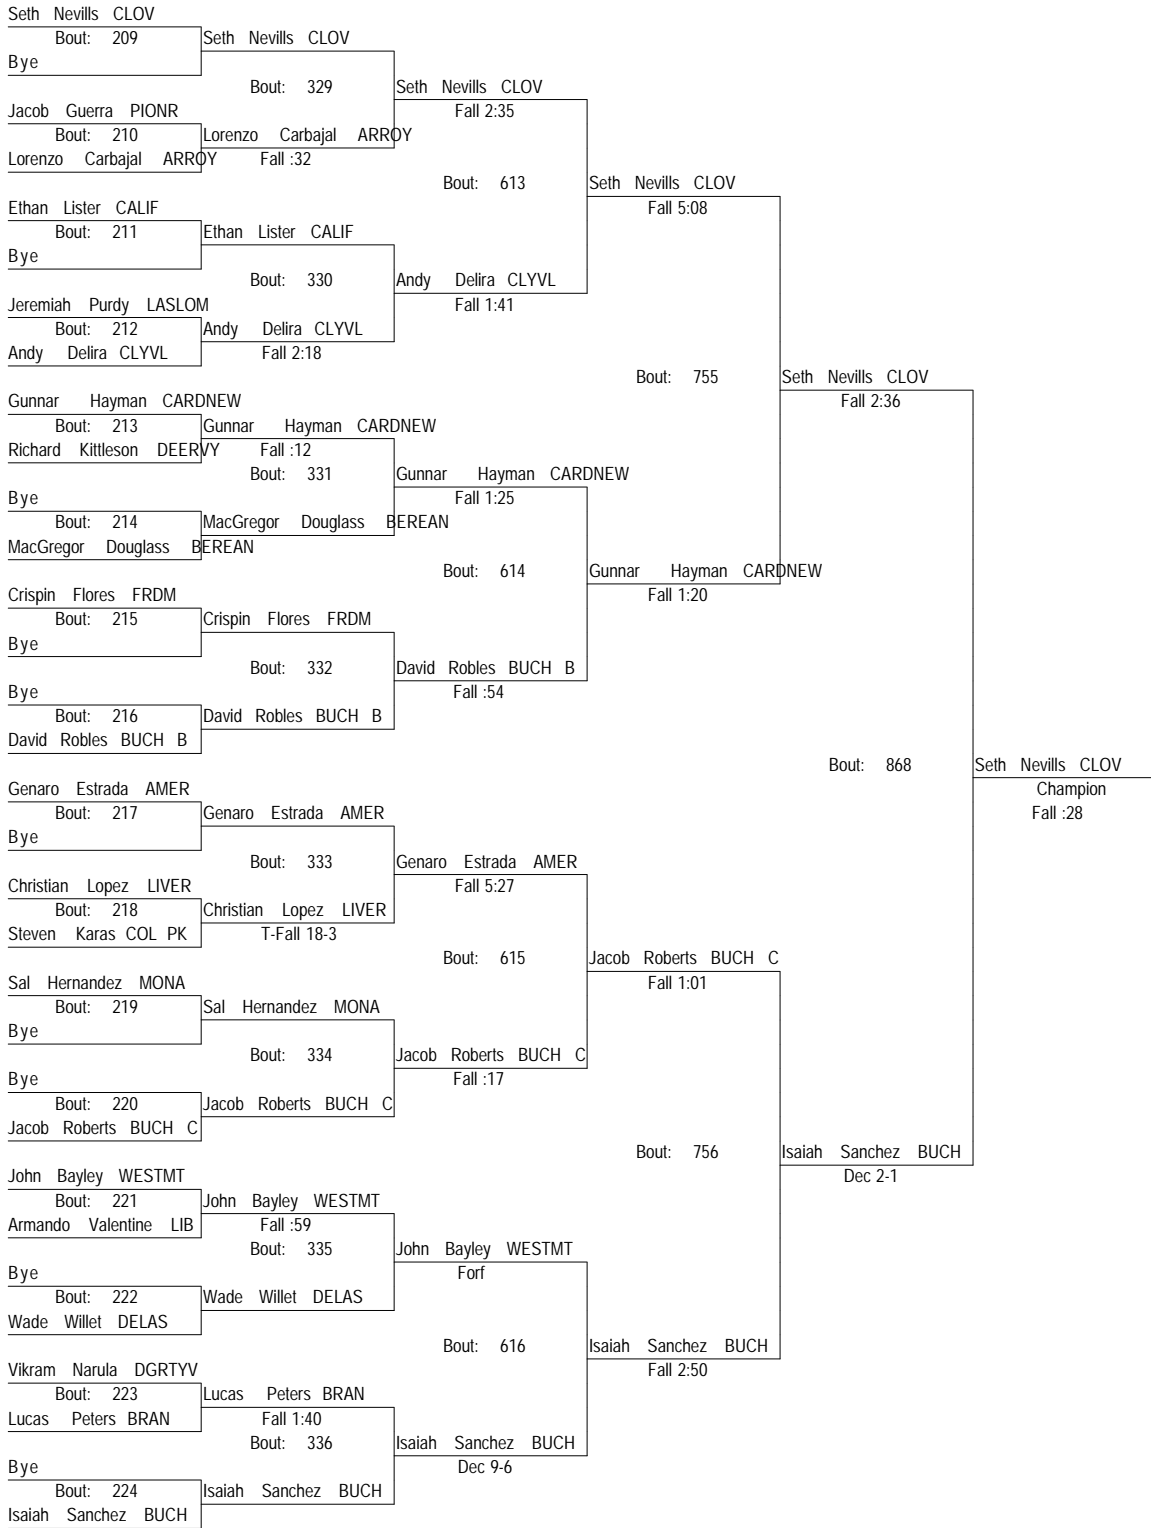 Seth Nevills CLOV
Bout: 209 Seth Nevills CLOV
Bye
Bout: 329 Seth Nevills CLOV
Jacob Guerra PIONR Fall 2:35
Bout: 210 Lorenzo Carbajal ARROY
Lorenzo Carbajal ARROY Fall :32
Bout: 613 Seth Nevills CLOV
Ethan Lister CALIF Fall 5:08
Bout: 211 Ethan Lister CALIF
Bye
Bout: 330 Andy Delira CLYVL
Jeremiah Purdy LASLOM Fall 1:41
Bout: 212 Andy Delira CLYVL
Andy Delira CLYVL Fall 2:18
Bout: 755 Seth Nevills CLOV
Gunnar Hayman CARDNEW Fall 2:36
Bout: 213 Gunnar Hayman CARDNEW
Richard Kittleson DEERVY Fall :12
Bout: 331 Gunnar Hayman CARDNEW
Bye Fall 1:25
Bout: 214 MacGregor Douglass BEREAN
MacGregor Douglass BEREAN
Bout: 614 Gunnar Hayman CARDNEW
Crispin Flores FRDM Fall 1:20
Bout: 215 Crispin Flores FRDM
Bye
Bout: 332 David Robles BUCH B
Bye Fall :54
Bout: 216 David Robles BUCH B
David Robles BUCH B
Bout: 868 Seth Nevills CLOV
Genaro Estrada AMER Champion
Bout: 217 Genaro Estrada AMER Fall :28
Bye
Bout: 333 Genaro Estrada AMER
Christian Lopez LIVER Fall 5:27
Bout: 218 Christian Lopez LIVER
Steven Karas COL PK T-Fall 18-3
Bout: 615 Jacob Roberts BUCH C
Sal Hernandez MONA Fall 1:01
Bout: 219 Sal Hernandez MONA
Bye
Bout: 334 Jacob Roberts BUCH C
Bye Fall :17
Bout: 220 Jacob Roberts BUCH C
Jacob Roberts BUCH C
Bout: 756 Isaiah Sanchez BUCH
John Bayley WESTMT Dec 2-1
Bout: 221 John Bayley WESTMT
Armando Valentine LIB Fall :59
Bout: 335 John Bayley WESTMT
Bye Forf
Bout: 222 Wade Willet DELAS
Wade Willet DELAS
Bout: 616 Isaiah Sanchez BUCH
Vikram Narula DGRTYV Fall 2:50
Bout: 223 Lucas Peters BRAN
Lucas Peters BRAN Fall 1:40
Bout: 336 Isaiah Sanchez BUCH
Bye Dec 9-6
Bout: 224 Isaiah Sanchez BUCH
Isaiah Sanchez BUCH